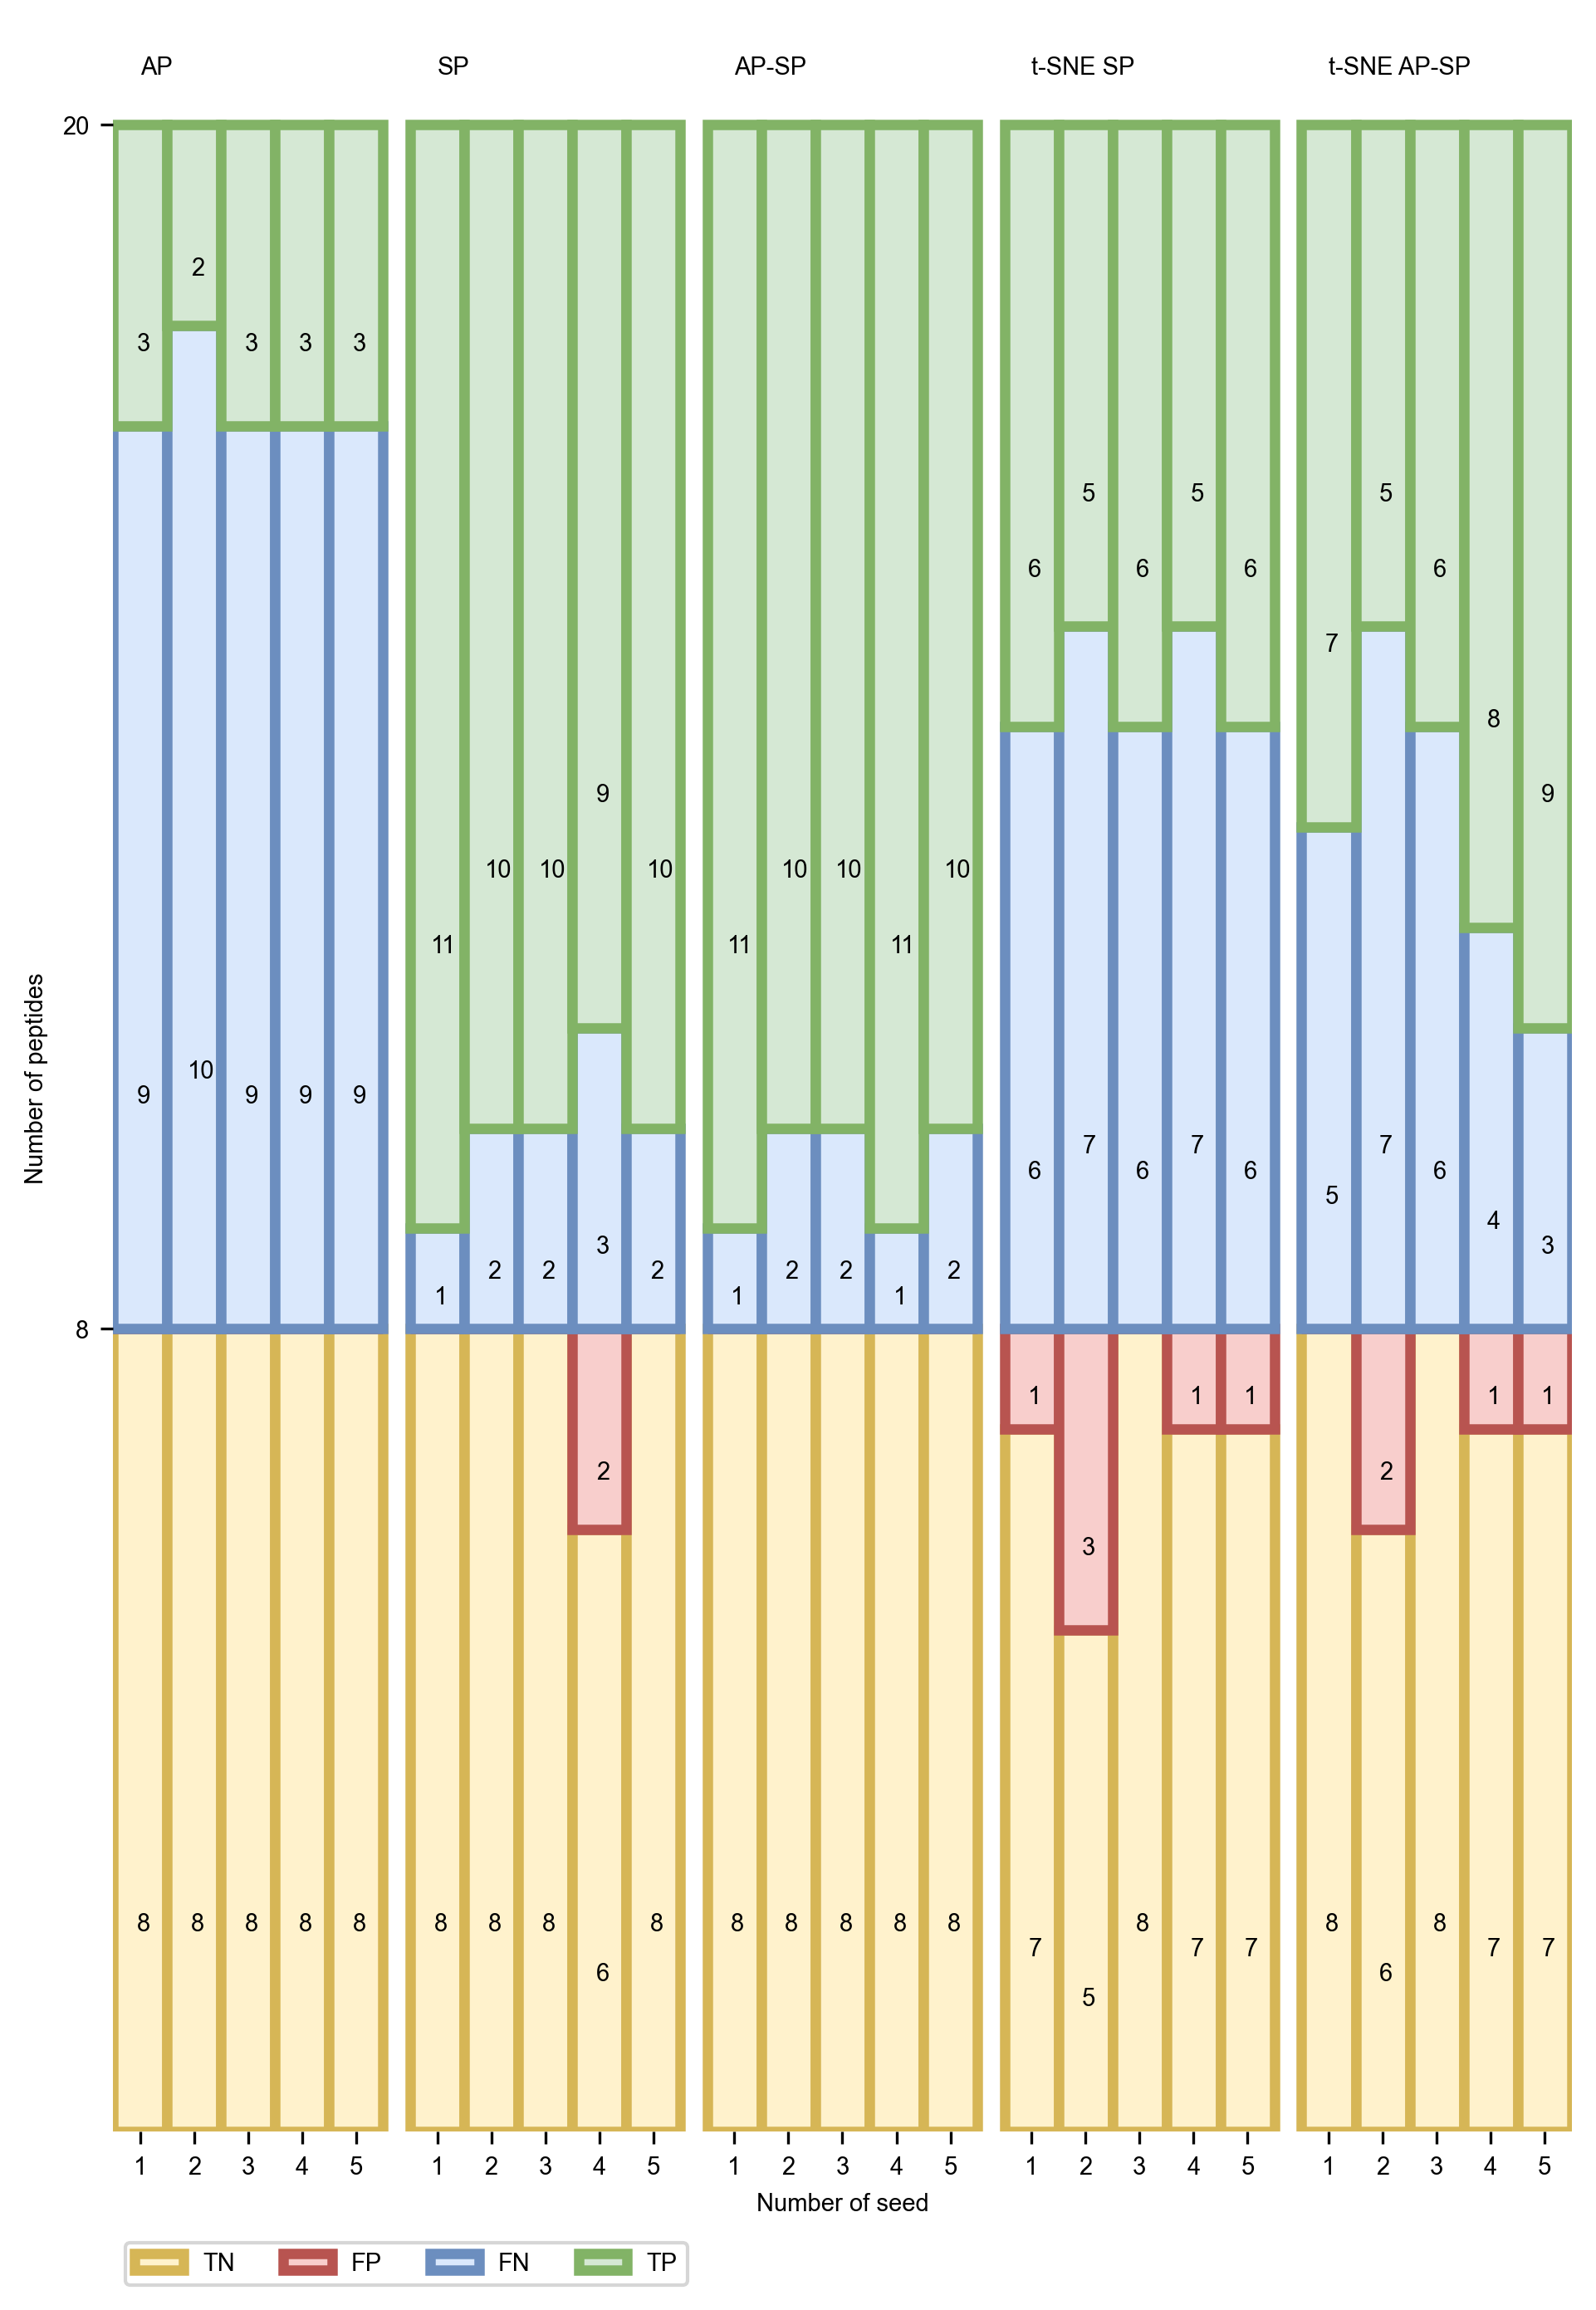 AP SP AP-SP t-SNE SP t-SNE AP-SP
20
2
3 3 3 3
5 5 5
6 6 6 6
7
8
9 9
10 10 10 10 10 10
11 11 11
Number of peptides
10
9 9 9 9
7 7 7
6 6 6 6
5
4
3 3
2 2 2 2 2 2
1 1 1
8
1 1 1 1 1
2 2
3
8 8 8 8 8 8 8 8 8 8 8 8 8 8 8 8 8
7 7 7 7 7
6 6
5
1 2 3 4 5 1 2 3 4 5 1 2 3 4 5 1 2 3 4 5 1 2 3 4 5
Number of seed
TN FP FN TP